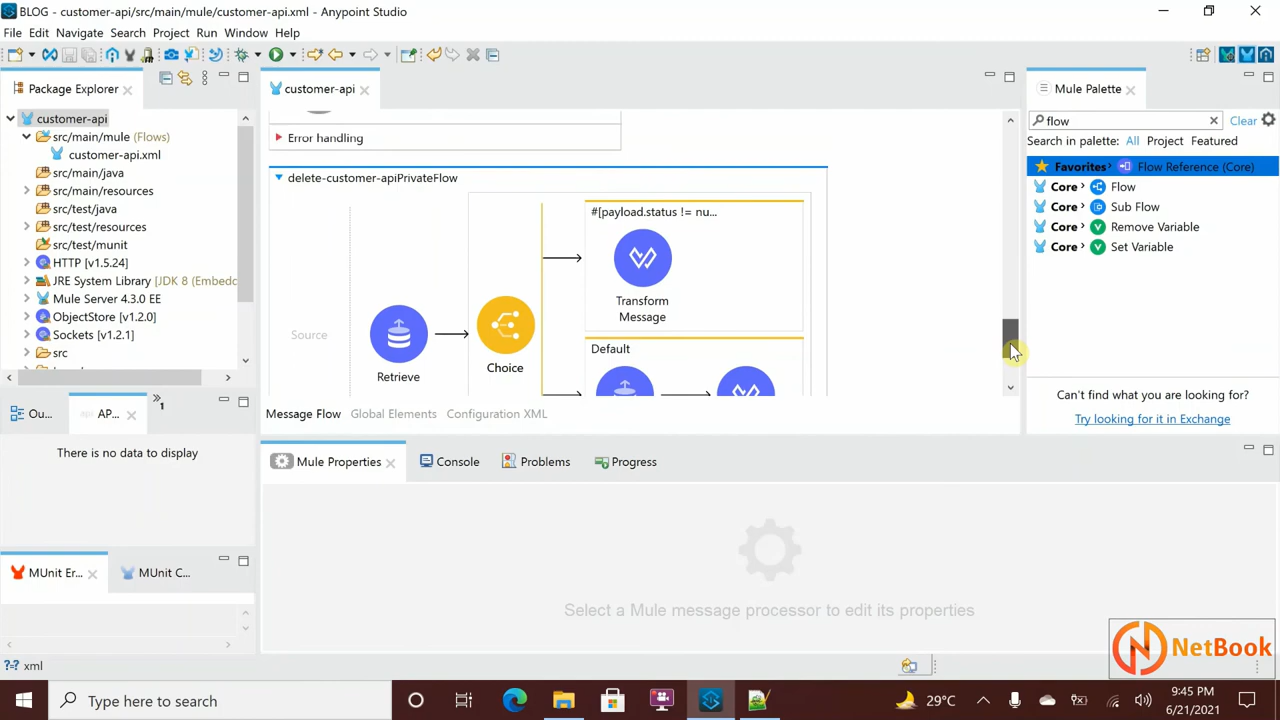 BLOG - customer-api/src/main/mule/customer-api.xml - Anypoint Studio
File Edit Navigate Search Project Run Window Help
Package Explorer
customer-api
src/main/mule (Flows)
customer-api.xml
src/main/java
src/main/resources
src/test/java
src/test/resources
src/test/munit
HTTP [v1.5.24]
JRE System Library [JDK 8 (Embedd
Mule Server 4.3.0 EE
ObjectStore [v1.2.0]
Sockets [v1.2.1]
src
Ou...
AP...
1
There is no data to display
MUnit Er...
MUnit C...
customer-api
Error handling
delete-customer-apiPrivateFlow
#[payload.status != nu...
Transform
Message
Source
Retrieve
Choice
Default
Message Flow Global Elements Configuration XML
Mule Properties
Console
Problems
Progress
Select a Mule message processor to edit its properties
Mule Palette
flow
Clear
Search in palette: All Project Featured
Favorites Flow Reference (Core)
Core Flow
Core Sub Flow
Core Remove Variable
Core Set Variable
Can't find what you are looking for?
Try looking for it in Exchange
NetBook
xml
Type here to search
29°C
9:45 PM
6/21/2021